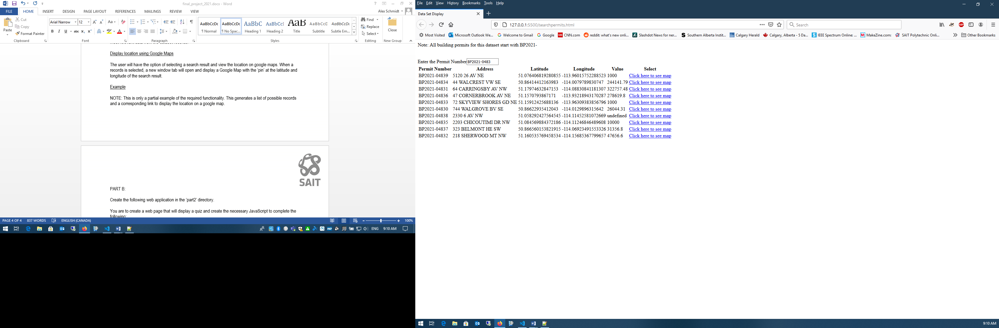 final_project_2021.docx - Word
FILE HOME INSERT DESIGN PAGE LAYOUT REFERENCES MAILINGS REVIEW VIEW Alex Schmidt
Paste Cut Copy Format Painter
Clipboard
Arial Narrow 12
Font
Paragraph
AaBbCcDc AaBbCcDc AaBbC AaBbCcI AaB AaBbCcD AaBbCcDc
¶ Normal ¶ No Spac... Heading 1 Heading 2 Title Subtitle Subtle Em...
Styles
Find
Replace
Select
Editing
Close
New Group
most relevant data from the dataset records.
Display location using Google Maps
The user will have the option of selecting a search result and view the location on google maps. When a
records is selected, a new window tab will open and display a Google Map with the ‘pin’ at the latitude and
longitude of the search result.
Example
NOTE: This is only a partial example of the required functionality. This generates a list of possible records
and a corresponding link to display the location on a google map.
SAIT
PART B:
Create the following web application in the ‘part2’ directory.
You are to create a web page that will display a quiz and create the necessary JavaScript to complete the
following:
PAGE 4 OF 4 837 WORDS ENGLISH (CANADA) 100%
ENG 9:10 AM
File Edit View History Bookmarks Tools Help
Data Set Display
127.0.0.1:5500/searchpermits.html
Search
Most Visited Microsoft Outlook We... Welcome to Gmail Google CNN.com reddit: what's new onli... Slashdot News for ner... Southern Alberta Instit... Calgary Herald Calgary, Alberta - 5 Da... IEEE Spectrum Online: ... MakeZine.com: SAIT Polytechnic Onli... Other Bookmarks
Note: All building permits for this dataset start with BP2021-
Enter the Permit Number BP2021-0483
Permit Number Address Latitude Longitude Value Select
BP2021-04839 5120 26 AV NE 51.076406819280855 -113.96015752288523 1000 Click here to see map
BP2021-04834 44 WALCREST VW SE 50.86414412163983 -114.0079789830747 244141.79 Click here to see map
BP2021-04831 64 CARRINGSBY AV NW 51.17974632847153 -114.08830841181307 322757.48 Click here to see map
BP2021-04836 47 CORNERBROOK AV NE 51.1570793867171 -113.93218943170287 278619.8 Click here to see map
BP2021-04833 72 SKYVIEW SHORES GD NE 51.15912425688136 -113.96309383856796 1000 Click here to see map
BP2021-04830 744 WALGROVE BV SE 50.86622935412043 -114.0129896315642 26044.31 Click here to see map
BP2021-04838 2330 6 AV NW 51.058292427564545 -114.11452581072669 undefined Click here to see map
BP2021-04835 2203 CHICOUTIMI DR NW 51.084569884372186 -114.11246846489608 10000 Click here to see map
BP2021-04837 323 BELMONT HE SW 50.866560153821915 -114.06923491553326 31356.8 Click here to see map
BP2021-04832 218 SHERWOOD MT NW 51.160535769458534 -114.15685367799657 47656.6 Click here to see map
9:10 AM